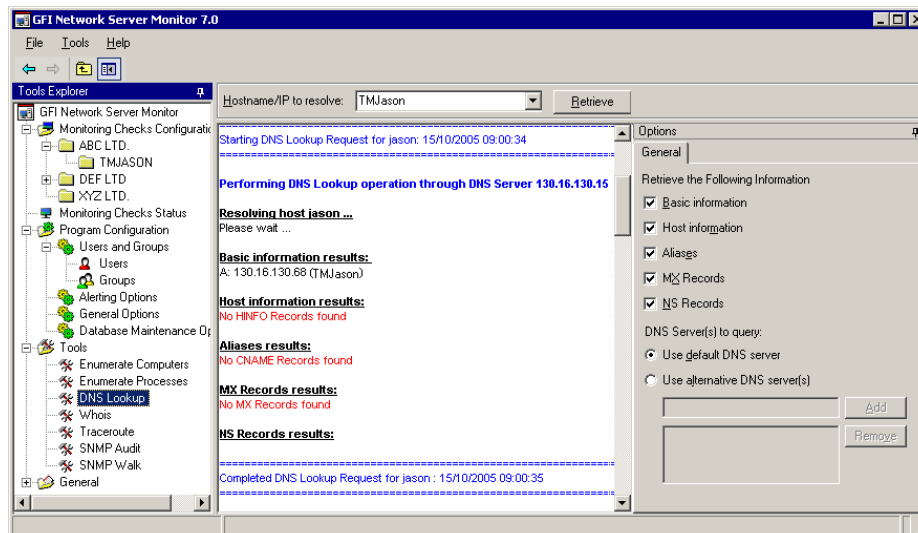 GFI Network Server Monitor 7.0
File Tools Help
Tools Explorer
GFI Network Server Monitor
Monitoring Checks Configuratic
ABC LTD.
TMJASON
DEF LTD
XYZ LTD.
Monitoring Checks Status
Program Configuration
Users and Groups
Users
Groups
Alerting Options
General Options
Database Maintenance Op
Tools
Enumerate Computers
Enumerate Processes
DNS Lookup
Whois
Traceroute
SNMP Audit
SNMP Walk
General
Hostname/IP to resolve: TMJason Retrieve
Starting DNS Lookup Request for jason: 15/10/2005 09:00:34
Performing DNS Lookup operation through DNS Server 130.16.130.15
Resolving host jason ...
Please wait ...
Basic information results:
A: 130.16.130.68 (TMJason)
Host information results:
No HINFO Records found
Aliases results:
No CNAME Records found
MX Records results:
No MX Records found
NS Records results:
Completed DNS Lookup Request for jason : 15/10/2005 09:00:35
Options
General
Retrieve the Following Information
Basic information
Host information
Aliases
MX Records
NS Records
DNS Server(s) to query:
Use default DNS server
Use alternative DNS server(s)
Add
Remove